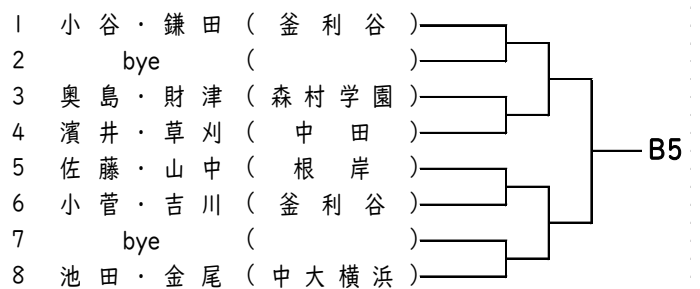 1 小谷・鎌田 ( 釜利谷 )
2 bye ( )
3 奥島・財津 ( 森村学園 )
4 濱井・草刈 ( 中田 )
5 佐藤・山中 ( 根岸 )
6 小菅・吉川 ( 釜利谷 )
7 bye ( )
8 池田・金尾 ( 中大横浜 )
B5